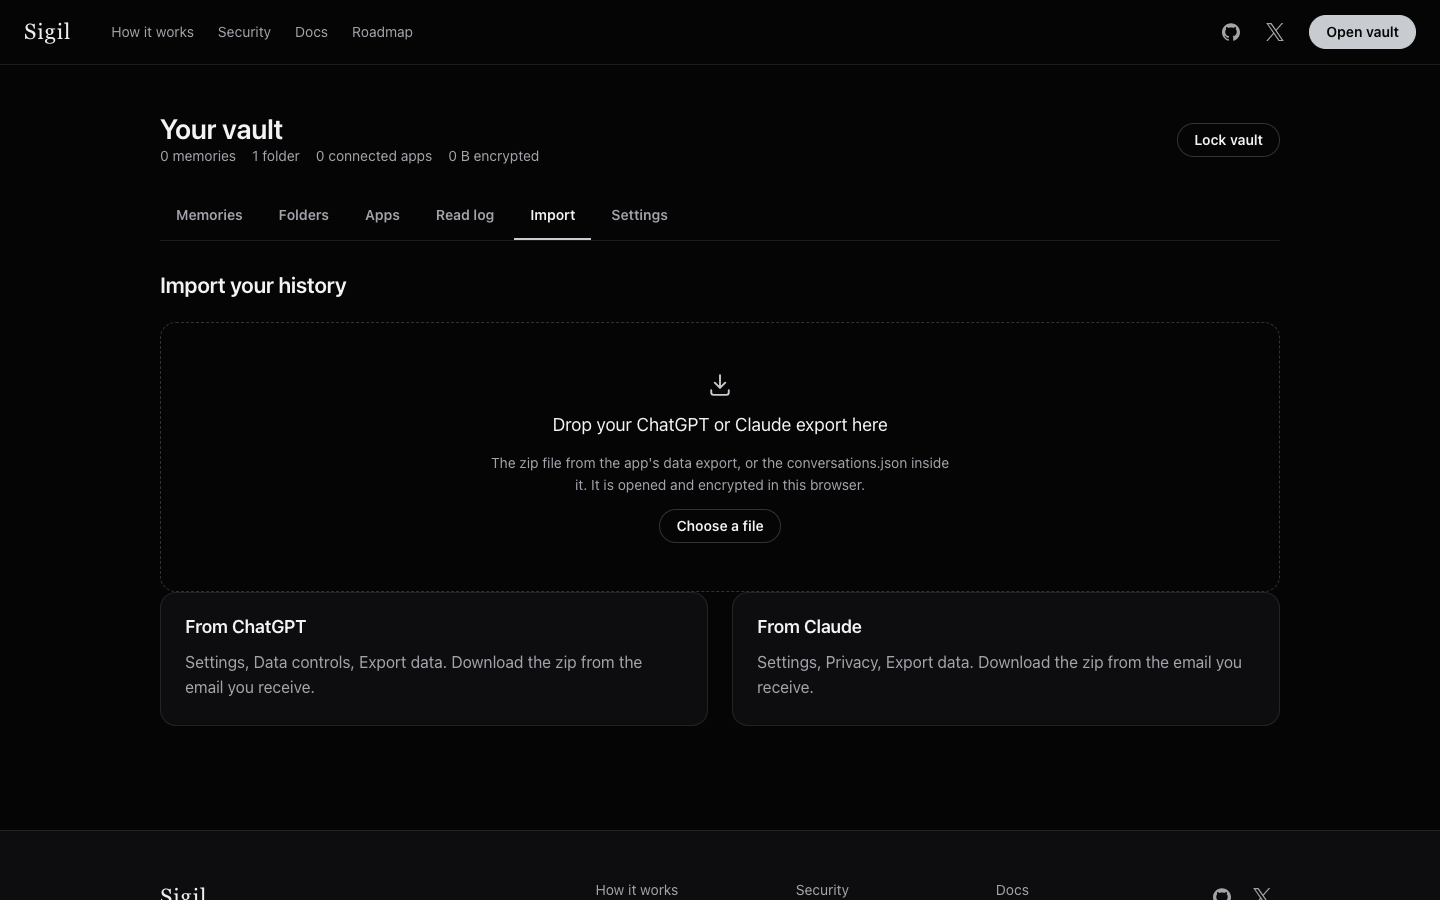 Sigil
How it works
Security
Docs
Roadmap
Open vault
Your vault
0 memories 1 folder 0 connected apps 0 B encrypted
Lock vault
Memories
Folders
Apps
Read log
Import
Settings
Import your history
Drop your ChatGPT or Claude export here
The zip file from the app's data export, or the conversations.json inside
it. It is opened and encrypted in this browser.
Choose a file
From ChatGPT
Settings, Data controls, Export data. Download the zip from the
email you receive.
From Claude
Settings, Privacy, Export data. Download the zip from the email you
receive.
Sigil
How it works
Security
Docs